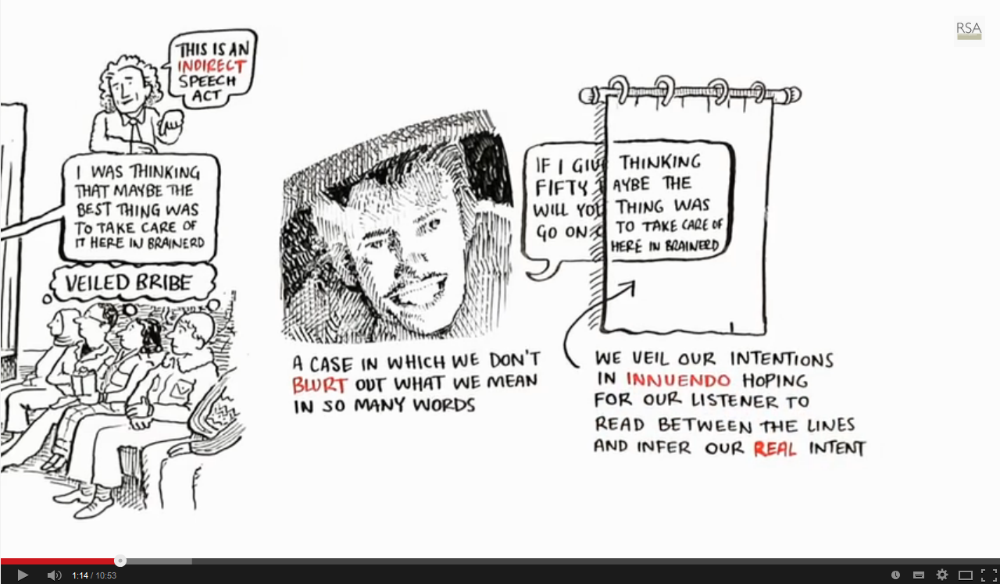 RSA
THIS IS AN
INDIRECT
SPEECH
ACT
I WAS THINKING
THAT MAYBE THE
BEST THING WAS
TO TAKE CARE OF
IT HERE IN BRAINERD
VEILED BRIBE
A CASE IN WHICH WE DON'T
BLURT OUT WHAT WE MEAN
IN SO MANY WORDS
IF I GIV THINKING
FIFTY AYBE THE
WILL YOU THING WAS
GO ON TO TAKE CARE OF
HERE IN BRAINERD
WE VEIL OUR INTENTIONS
IN INNUENDO HOPING
FOR OUR LISTENER TO
READ BETWEEN THE LINES
AND INFER OUR REAL INTENT
1:14 / 10:53